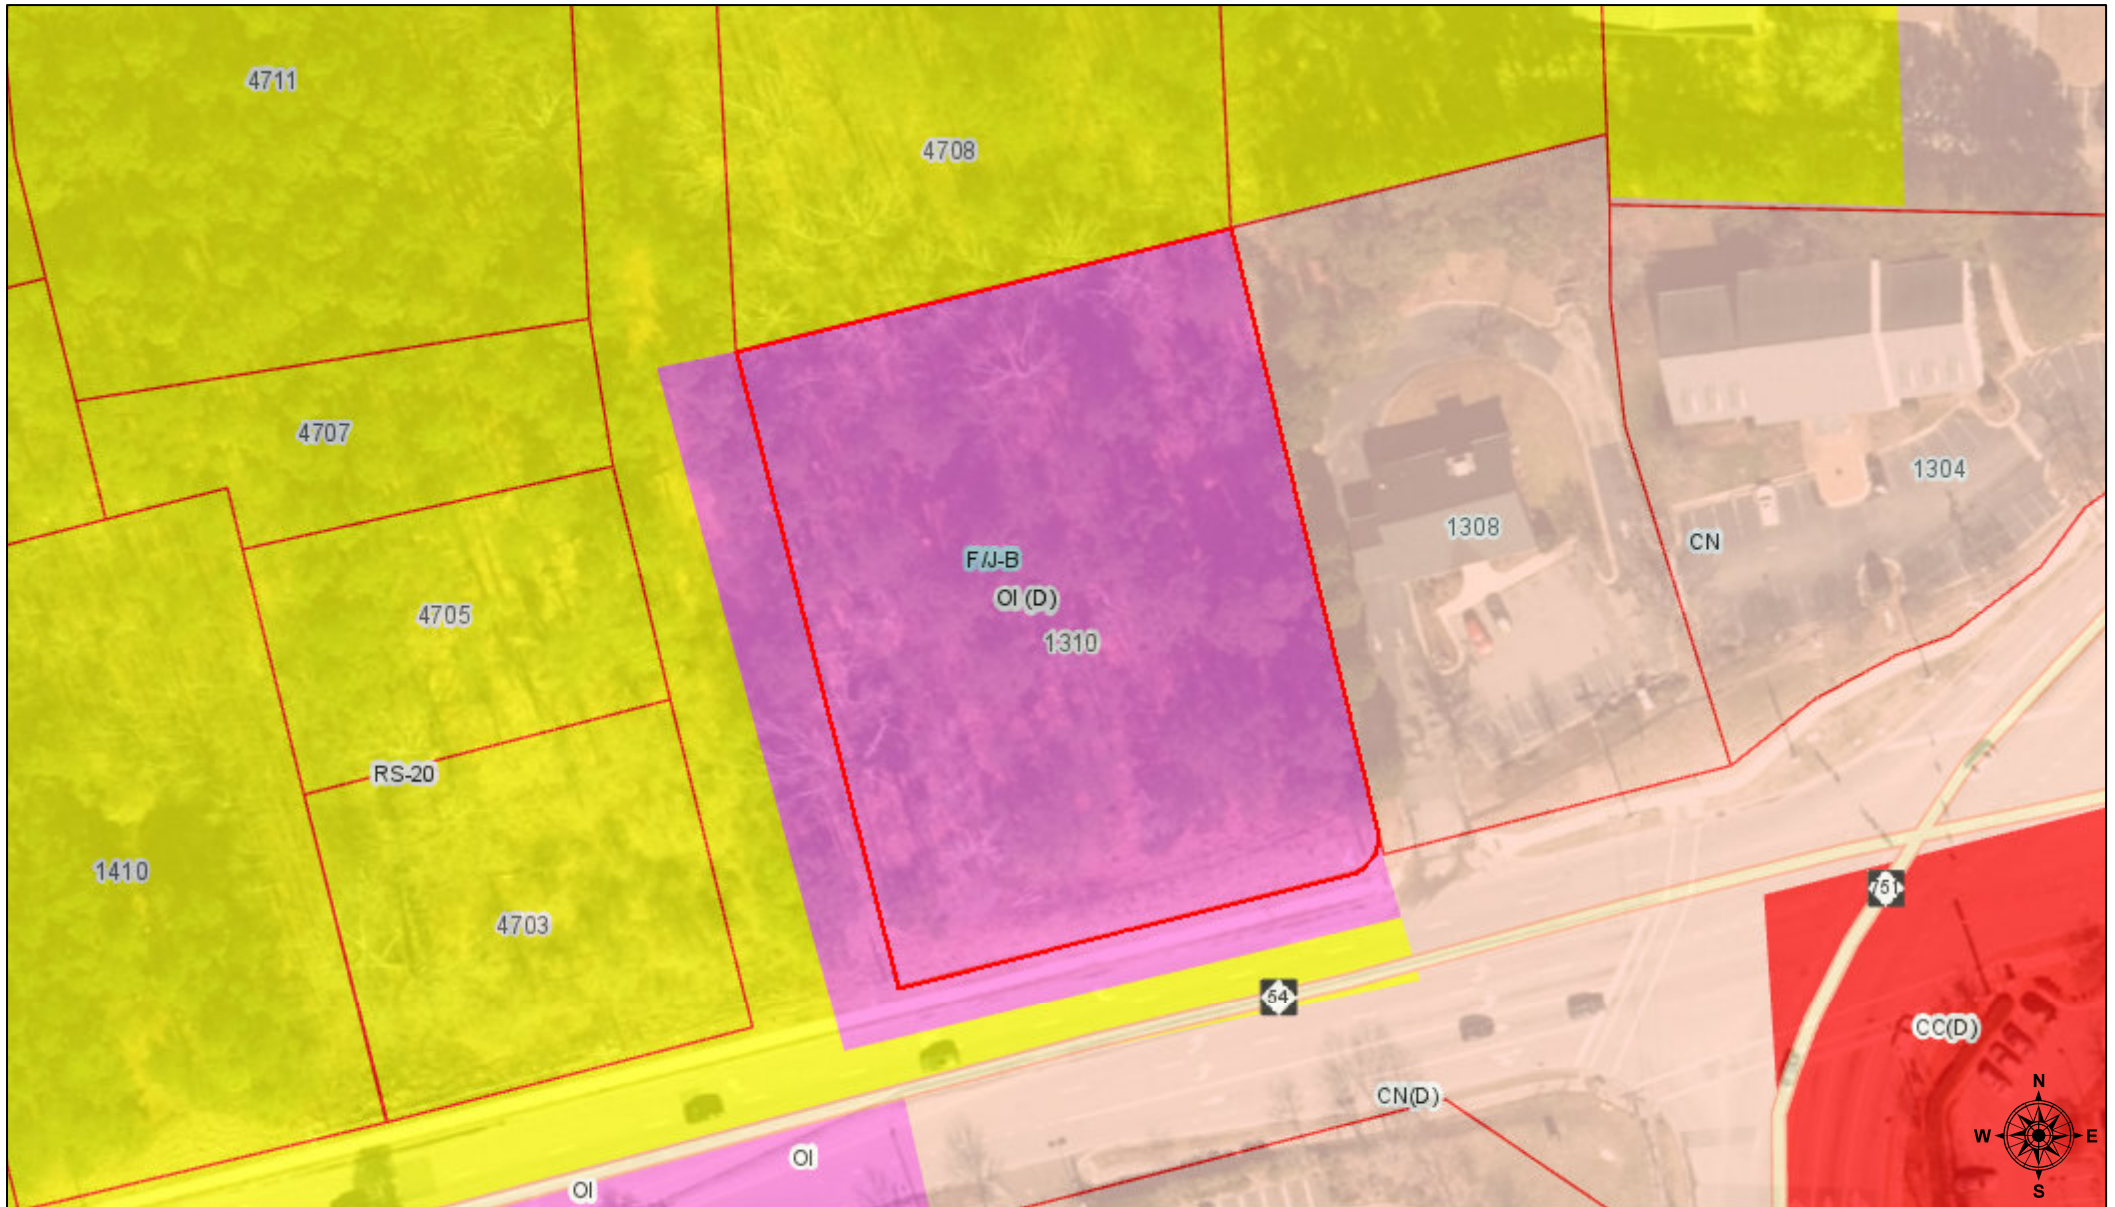 4711
4708
4707
1304
1308
CN
F/J-B
OI (D)
4705
1310
RS-20
1410
751
4703
54
CC(D)
N
CN(D)
W E
OI
OI
S